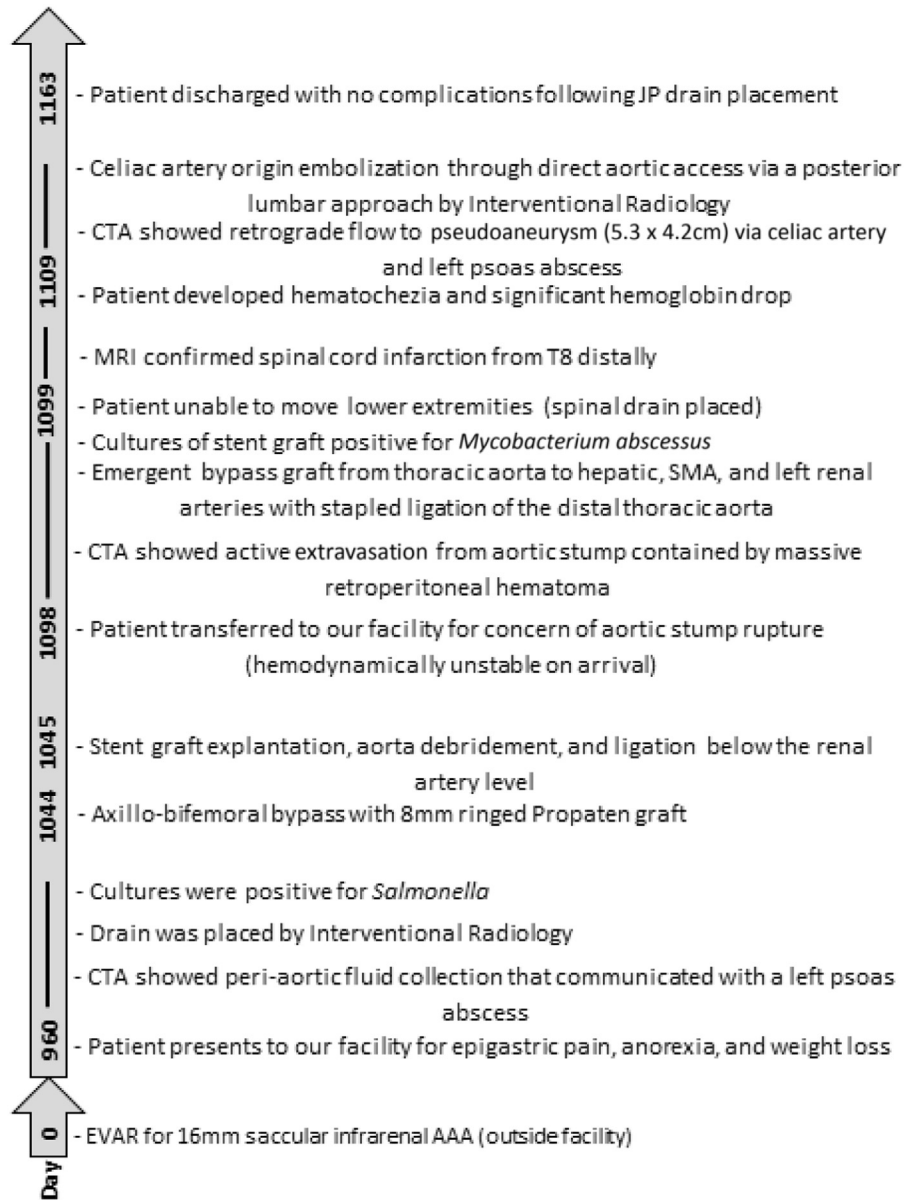 1163
- Patient discharged with no complications following JP drain placement
- Celiac artery origin embolization through direct aortic access via a posterior
lumbar approach by Interventional Radiology
- CTA showed retrograde flow to pseudoaneurysm (5.3 x 4.2cm) via celiac artery
and left psoas abscess
1109
- Patient developed hematochezia and significant hemoglobin drop
- MRI confirmed spinal cord infarction from T8 distally
1099
- Patient unable to move lower extremities (spinal drain placed)
- Cultures of stent graft positive for Mycobacterium abscessus
- Emergent bypass graft from thoracic aorta to hepatic, SMA, and left renal
arteries with stapled ligation of the distal thoracic aorta
- CTA showed active extravasation from aortic stump contained by massive
retroperitoneal hematoma
1098
- Patient transferred to our facility for concern of aortic stump rupture
(hemodynamically unstable on arrival)
1045
- Stent graft explantation, aorta debridement, and ligation below the renal
artery level
1044
- Axillo-bifemoral bypass with 8mm ringed Propaten graft
- Cultures were positive for Salmonella
- Drain was placed by Interventional Radiology
- CTA showed peri-aortic fluid collection that communicated with a left psoas
abscess
960
- Patient presents to our facility for epigastric pain, anorexia, and weight loss
Day 0
- EVAR for 16mm saccular infrarenal AAA (outside facility)